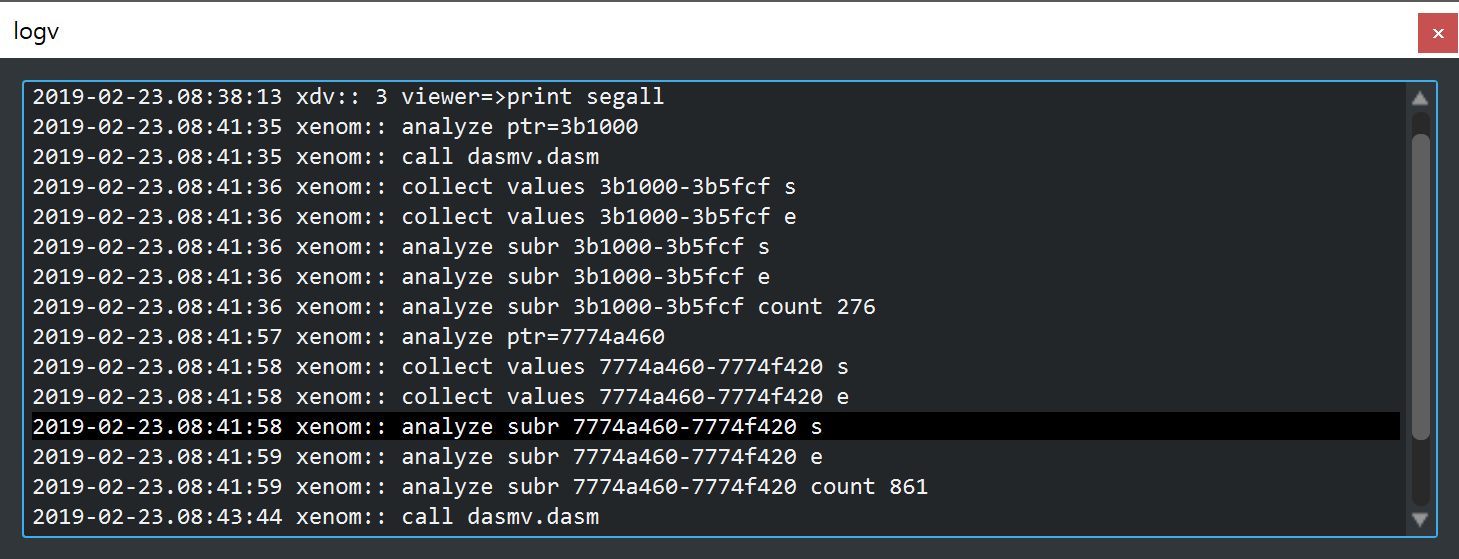 logv
2019-02-23.08:38:13 xdv:: 3 viewer=>print segall
2019-02-23.08:41:35 xenom:: analyze ptr=3b1000
2019-02-23.08:41:35 xenom:: call dasmv.dasm
2019-02-23.08:41:36 xenom:: collect values 3b1000-3b5fcf s
2019-02-23.08:41:36 xenom:: collect values 3b1000-3b5fcf e
2019-02-23.08:41:36 xenom:: analyze subr 3b1000-3b5fcf s
2019-02-23.08:41:36 xenom:: analyze subr 3b1000-3b5fcf e
2019-02-23.08:41:36 xenom:: analyze subr 3b1000-3b5fcf count 276
2019-02-23.08:41:57 xenom:: analyze ptr=7774a460
2019-02-23.08:41:58 xenom:: collect values 7774a460-7774f420 s
2019-02-23.08:41:58 xenom:: collect values 7774a460-7774f420 e
2019-02-23.08:41:58 xenom:: analyze subr 7774a460-7774f420 s
2019-02-23.08:41:59 xenom:: analyze subr 7774a460-7774f420 e
2019-02-23.08:41:59 xenom:: analyze subr 7774a460-7774f420 count 861
2019-02-23.08:43:44 xenom:: call dasmv.dasm